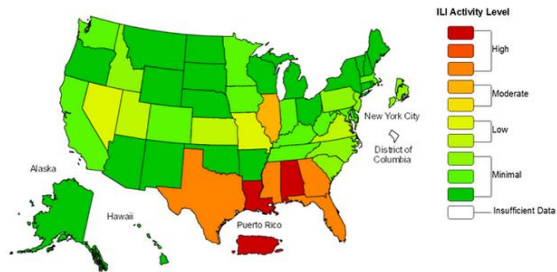 ILI Activity Level
High
Moderate
Low
Minimal
Insufficient Data
New York City
District of
Columbia
Alaska
Hawaii
Puerto Rico